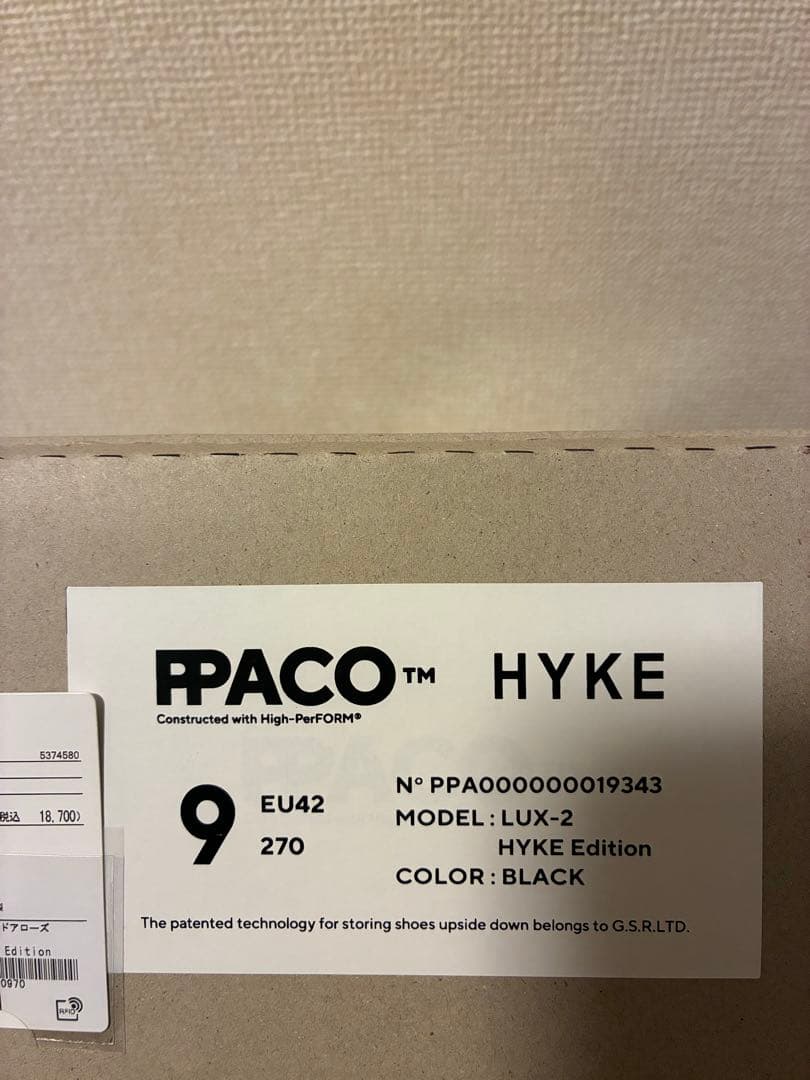 PPACO™ HYKE
Constructed with High-PerFORM®
9
EU42
270
N° PPA000000019343
MODEL : LUX-2
HYKE Edition
COLOR : BLACK
The patented technology for storing shoes upside down belongs to G.S.R.LTD.
5374580
税込 18,700)
ドアローズ
Edition
0970
RFID